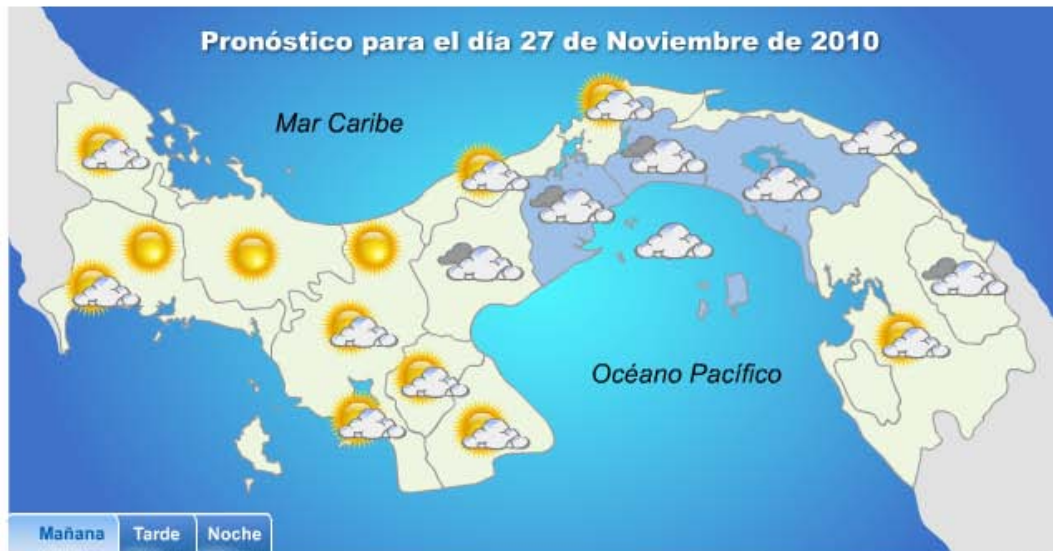 Pronóstico para el día 27 de Noviembre de 2010
Mar Caribe
Océano Pacífico
Mañana Tarde Noche